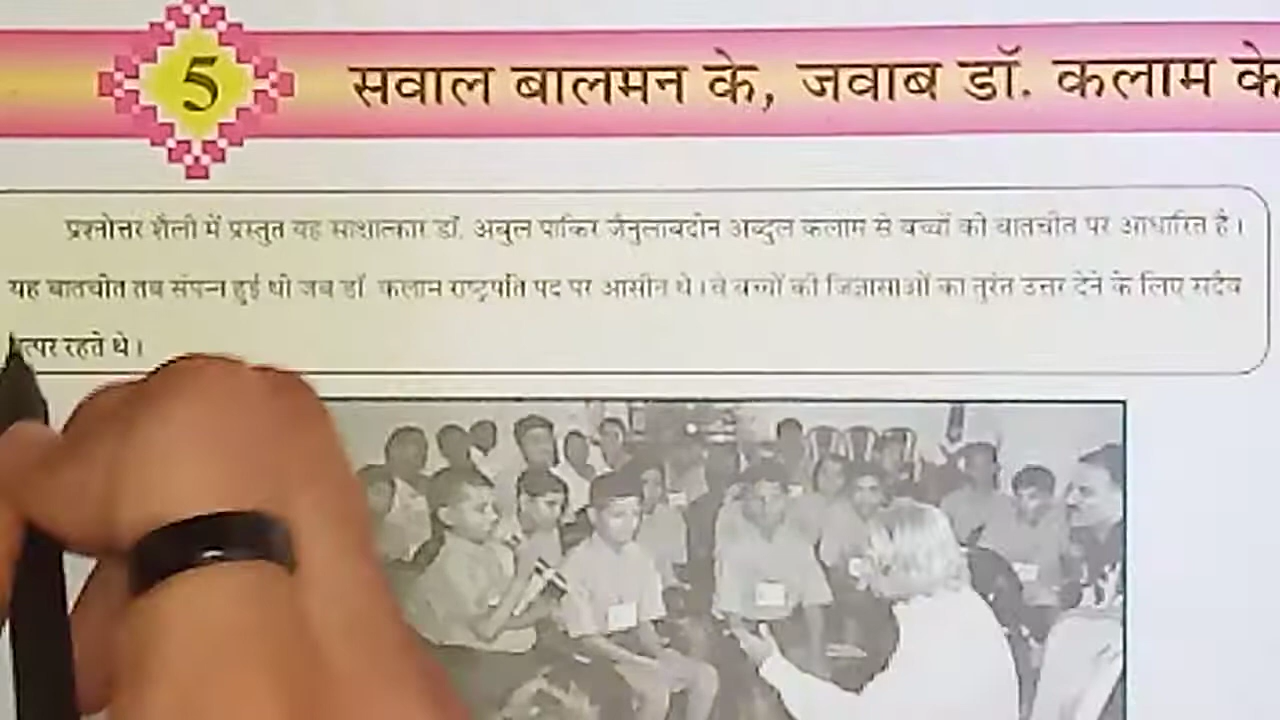 5
सवाल बालमन के, जवाब डॉ. कलाम के
प्रश्नोत्तर शैली में प्रस्तुत यह साक्षात्कार डॉ. अबुल पाकिर जैनुलाबदीन अब्दुल कलाम से बच्चों की बातचीत पर आधारित है।
यह बातचीत तब संपन्न हुई थी जब डॉ कलाम राष्ट्रपति पद पर आसीन थे। वे बच्चों की जिज्ञासाओं का तुरंत उत्तर देने के लिए सदैव
तत्पर रहते थे।